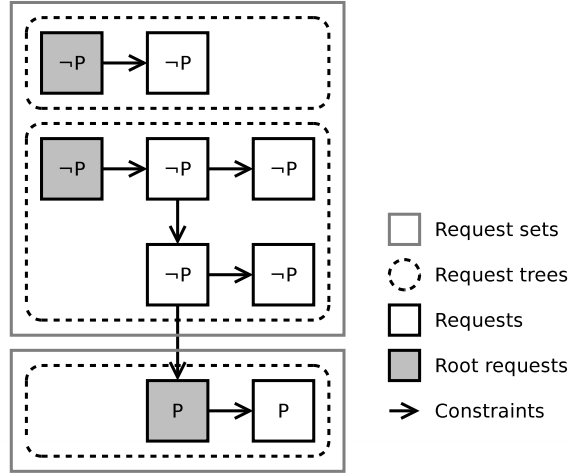 ¬P ¬P
¬P ¬P ¬P
¬P ¬P
P P
Request sets
Request trees
Requests
Root requests
Constraints